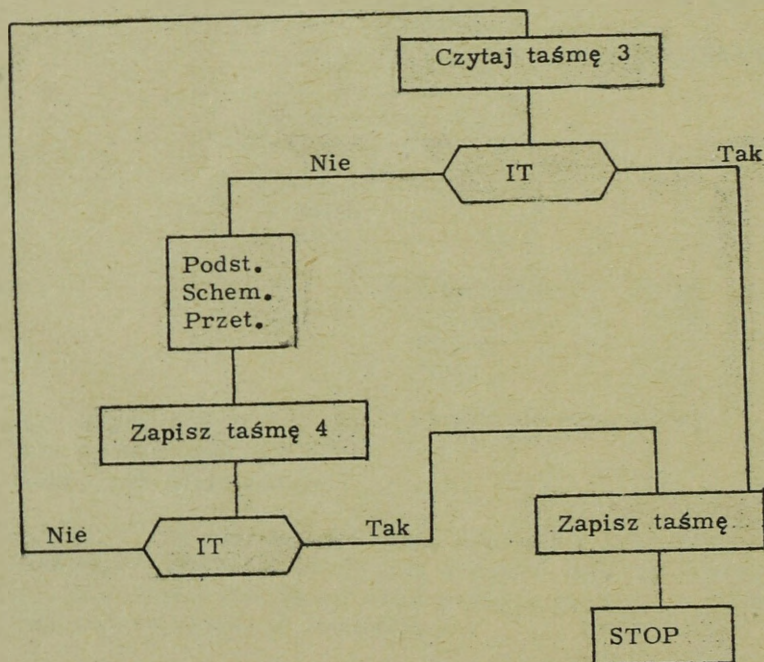 Czytaj taśmę 3
IT
Nie
Tak
Podst.
Schem.
Przet.
Zapisz taśmę 4
IT
Nie
Tak
Zapisz taśmę
STOP